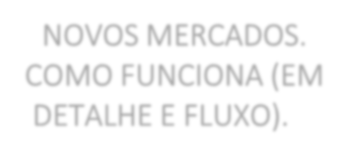 NOVOS MERCADOS.
COMO FUNCIONA (EM
DETALHE E FLUXO).